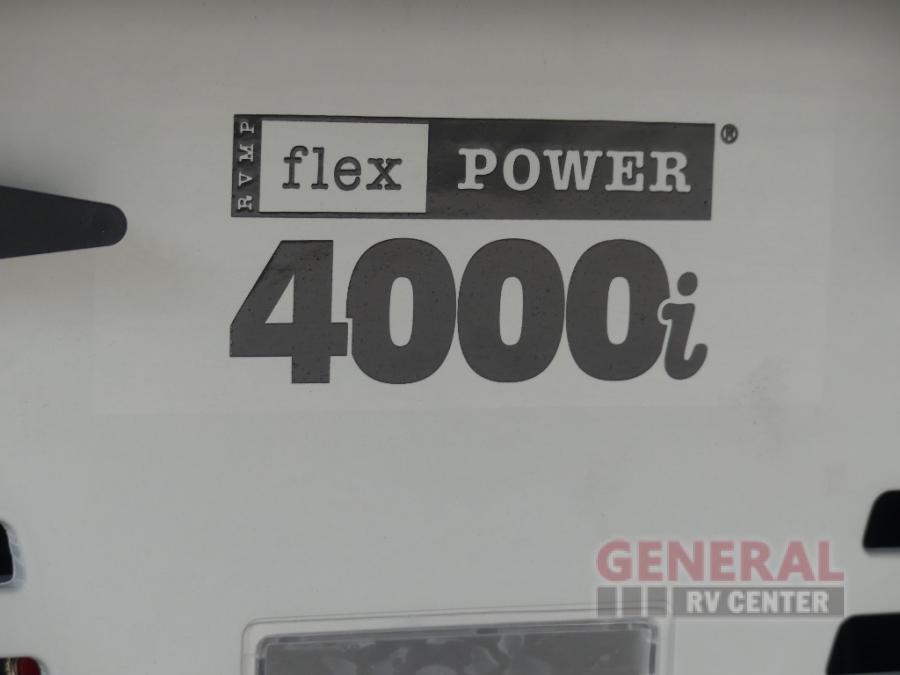 RVMP flex POWER®
4000i
GENERAL
RV CENTER